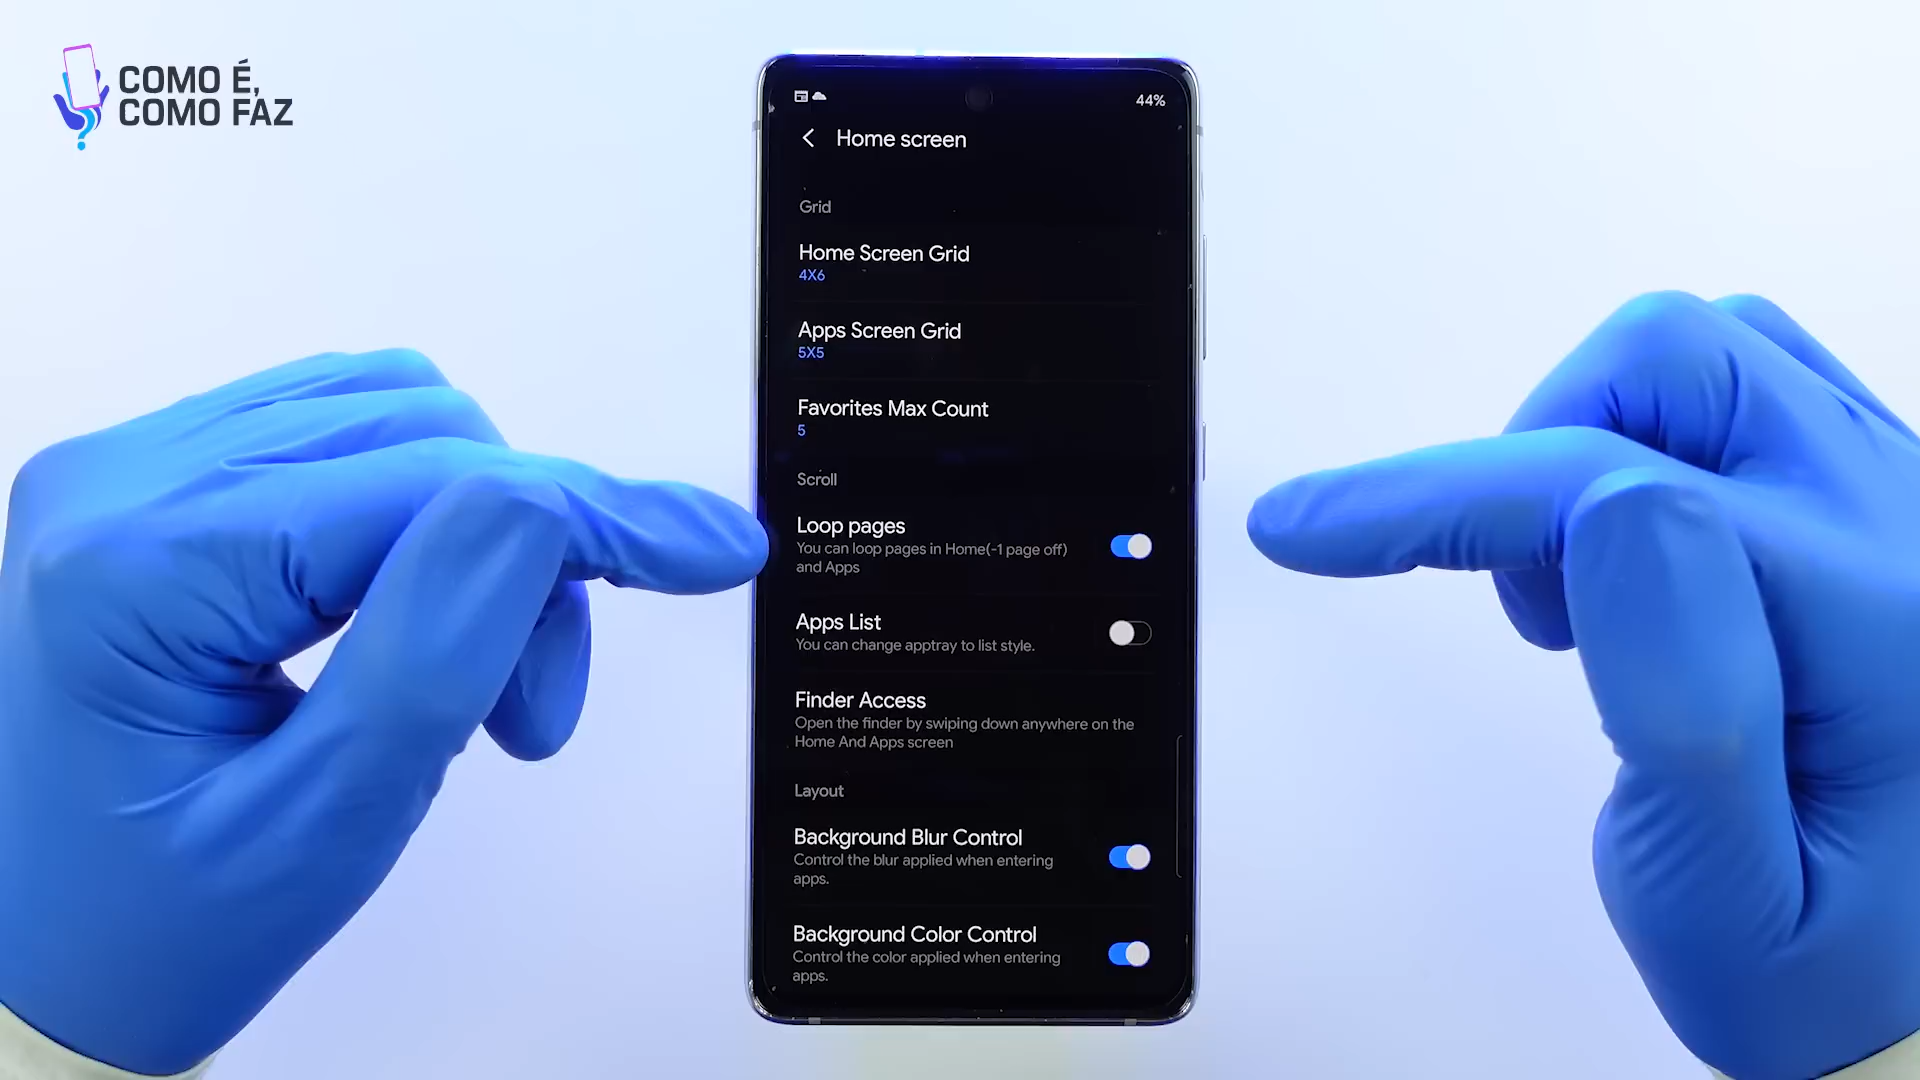 COMO É,
COMO FAZ
44%
Home screen
Grid
Home Screen Grid
4X6
Apps Screen Grid
5X5
Favorites Max Count
5
Scroll
Loop pages
You can loop pages in Home(-1 page off)
and Apps
Apps List
You can change apptray to list style.
Finder Access
Open the finder by swiping down anywhere on the
Home And Apps screen
Layout
Background Blur Control
Control the blur applied when entering
apps.
Background Color Control
Control the color applied when entering
apps.